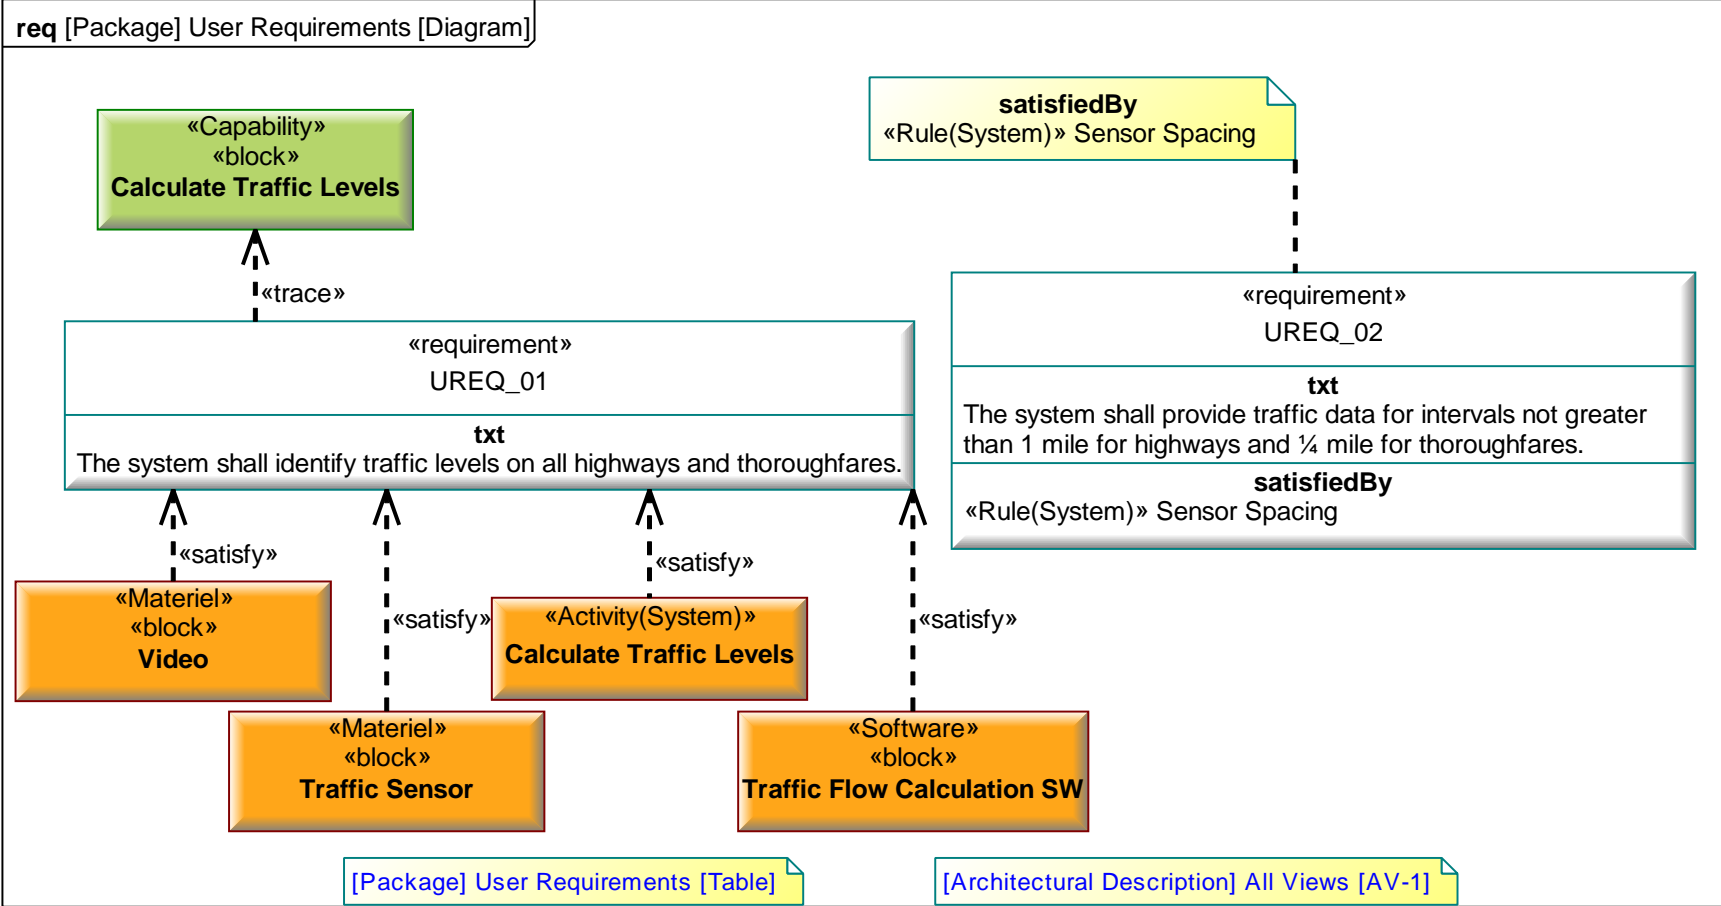 req [Package] User Requirements [Diagram]
«Capability»
«block»
Calculate Traffic Levels
satisfiedBy
«Rule(System)» Sensor Spacing
«trace»
«requirement»
UREQ_01
txt
The system shall identify traffic levels on all highways and thoroughfares.
«requirement»
UREQ_02
txt
The system shall provide traffic data for intervals not greater
than 1 mile for highways and ¼ mile for thoroughfares.
satisfiedBy
«Rule(System)» Sensor Spacing
«satisfy»
«satisfy»
«satisfy»
«satisfy»
«Materiel»
«block»
Video
«Activity(System)»
Calculate Traffic Levels
«Materiel»
«block»
Traffic Sensor
«Software»
«block»
Traffic Flow Calculation SW
[Package] User Requirements [Table]
[Architectural Description] All Views [AV-1]